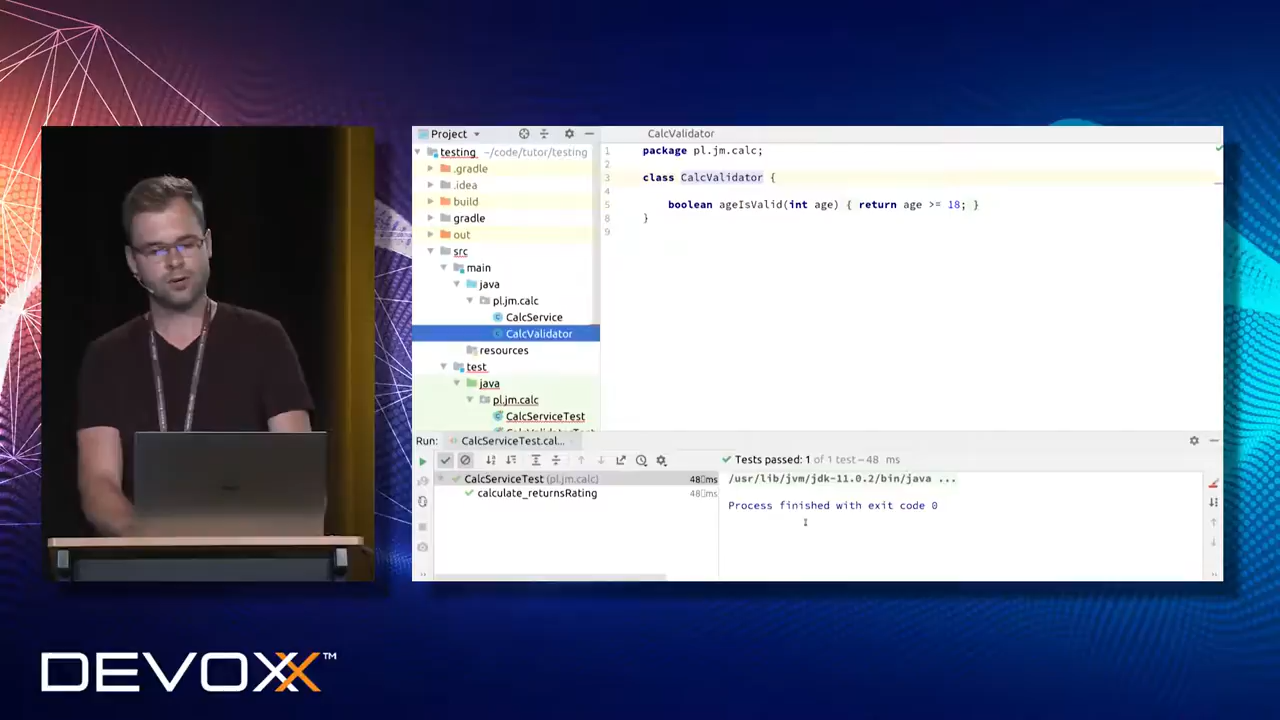 Project
testing ~/code/tutor/testing
.gradle
.idea
build
gradle
out
src
main
java
pl.jm.calc
CalcService
CalcValidator
resources
test
java
pl.jm.calc
CalcServiceTest
CalcValidator
1 package pl.jm.calc;
2
3 class CalcValidator {
4
5 boolean ageIsValid(int age) { return age >= 18; }
8 }
9
Run: CalcServiceTest.cal...
Tests passed: 1 of 1 test – 48 ms
CalcServiceTest (pl.jm.calc) 48 ms
calculate_returnsRating 48 ms
/usr/lib/jvm/jdk-11.0.2/bin/java ...
Process finished with exit code 0
DEVOXX™